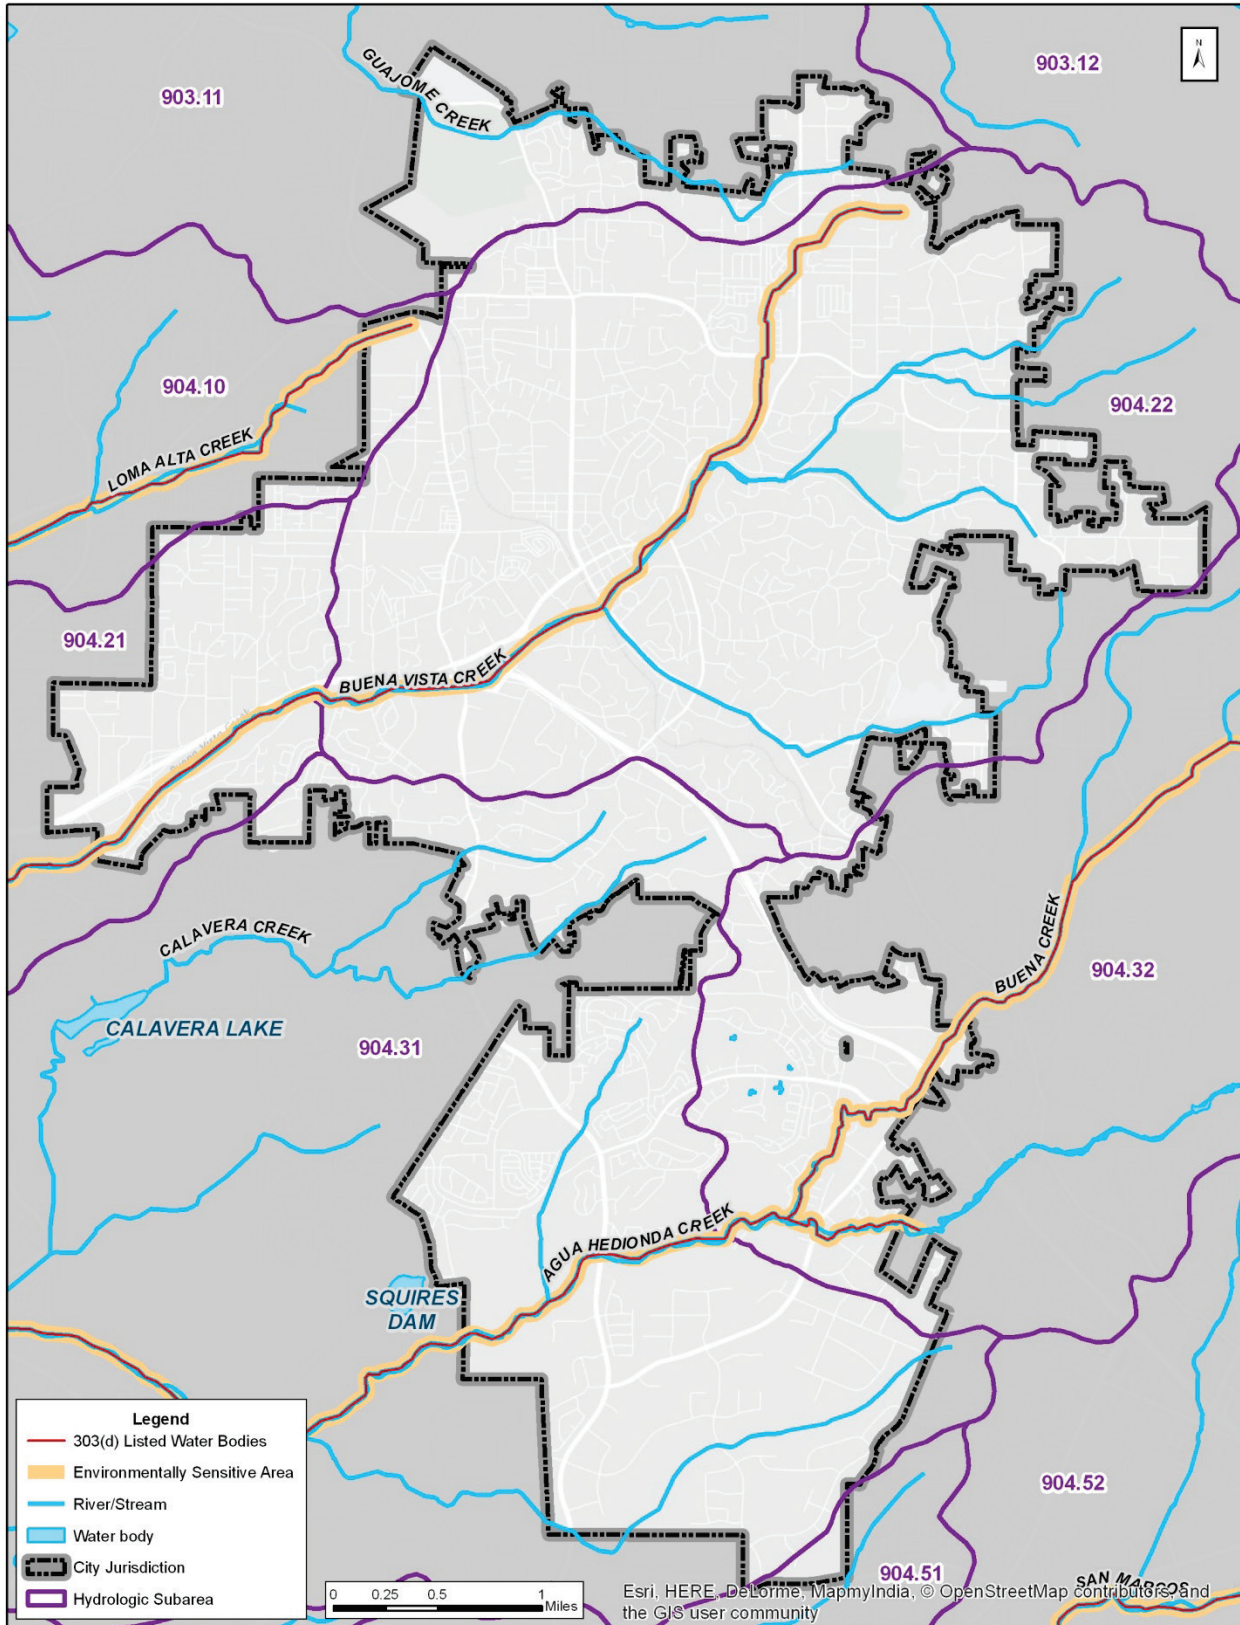 N
903.11
903.12
GUAJOME CREEK
904.10
904.22
LOMA ALTA CREEK
904.21
BUENA VISTA CREEK
Buena Vista Creek
CALAVERA CREEK
BUENA CREEK
904.32
CALAVERA LAKE
904.31
AGUA HEDIONDA CREEK
SQUIRES
DAM
904.52
904.51
SAN MARCOS
Legend
303(d) Listed Water Bodies
Environmentally Sensitive Area
River/Stream
Water body
City Jurisdiction
Hydrologic Subarea
0 0.25 0.5 1
Miles
Esri, HERE, DeLorme, MapmyIndia, © OpenStreetMap contributors, and
the GIS user community